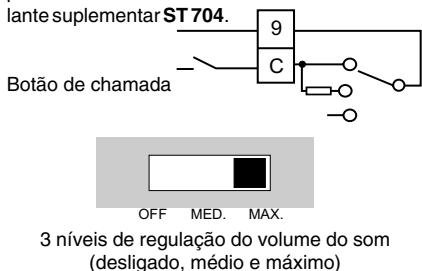 lante suplementar ST 704.
9
C
Botão de chamada
OFF MED. MAX.
3 níveis de regulação do volume do som
(desligado, médio e máximo)